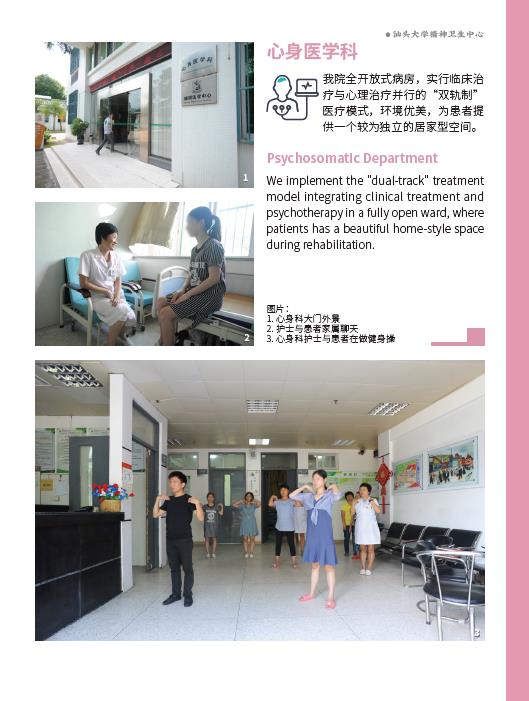 ● 汕头大学精神卫生中心
心身医学科
我院全开放式病房，实行临床治
疗与心理治疗并行的“双轨制”
医疗模式，环境优美，为患者提
供一个较为独立的居家型空间。
Psychosomatic Department
We implement the "dual-track" treatment
model integrating clinical treatment and
psychotherapy in a fully open ward, where
patients has a beautiful home-style space
during rehabilitation.
图片：
1. 心身科大门外景
2. 护士与患者家属聊天
3. 心身科护士与患者在做健身操
心身医学科
1
2
3